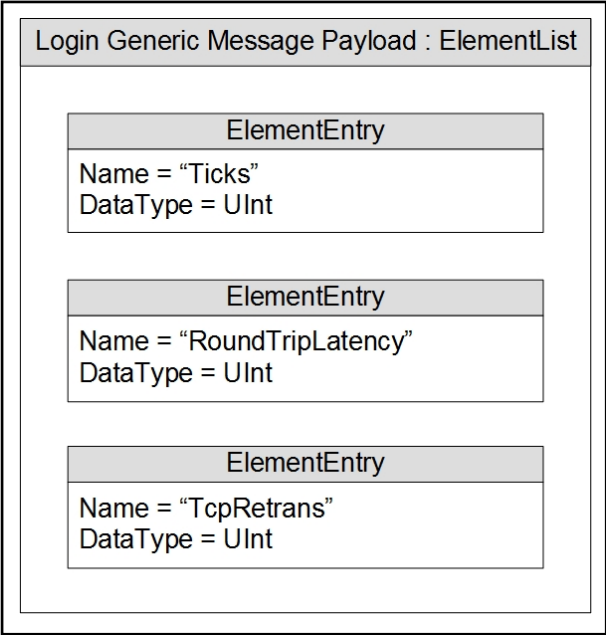 Login Generic Message Payload : ElementList
ElementEntry
Name = “Ticks”
DataType = UInt
ElementEntry
Name = “RoundTripLatency”
DataType = UInt
ElementEntry
Name = “TcpRetrans”
DataType = UInt